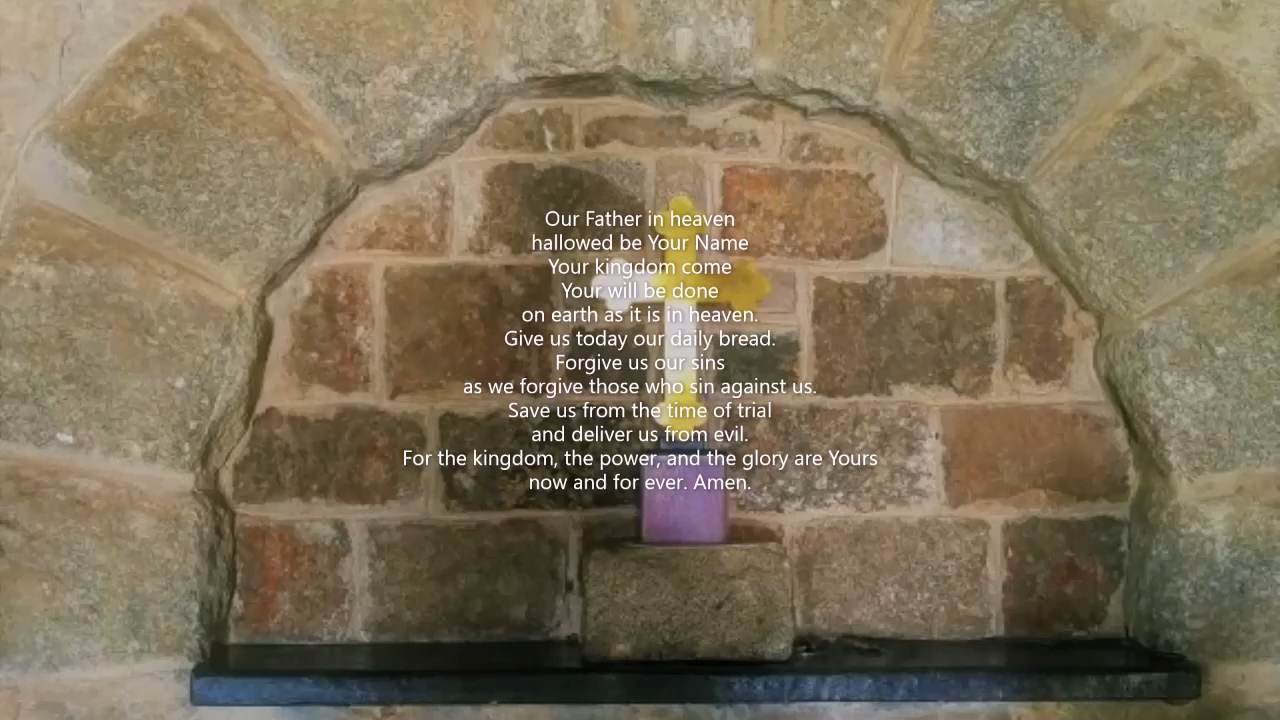 Our Father in heaven
hallowed be Your Name
Your kingdom come
Your will be done
on earth as it is in heaven.
Give us today our daily bread.
Forgive us our sins
as we forgive those who sin against us.
Save us from the time of trial
and deliver us from evil.
For the kingdom, the power, and the glory are Yours
now and for ever. Amen.